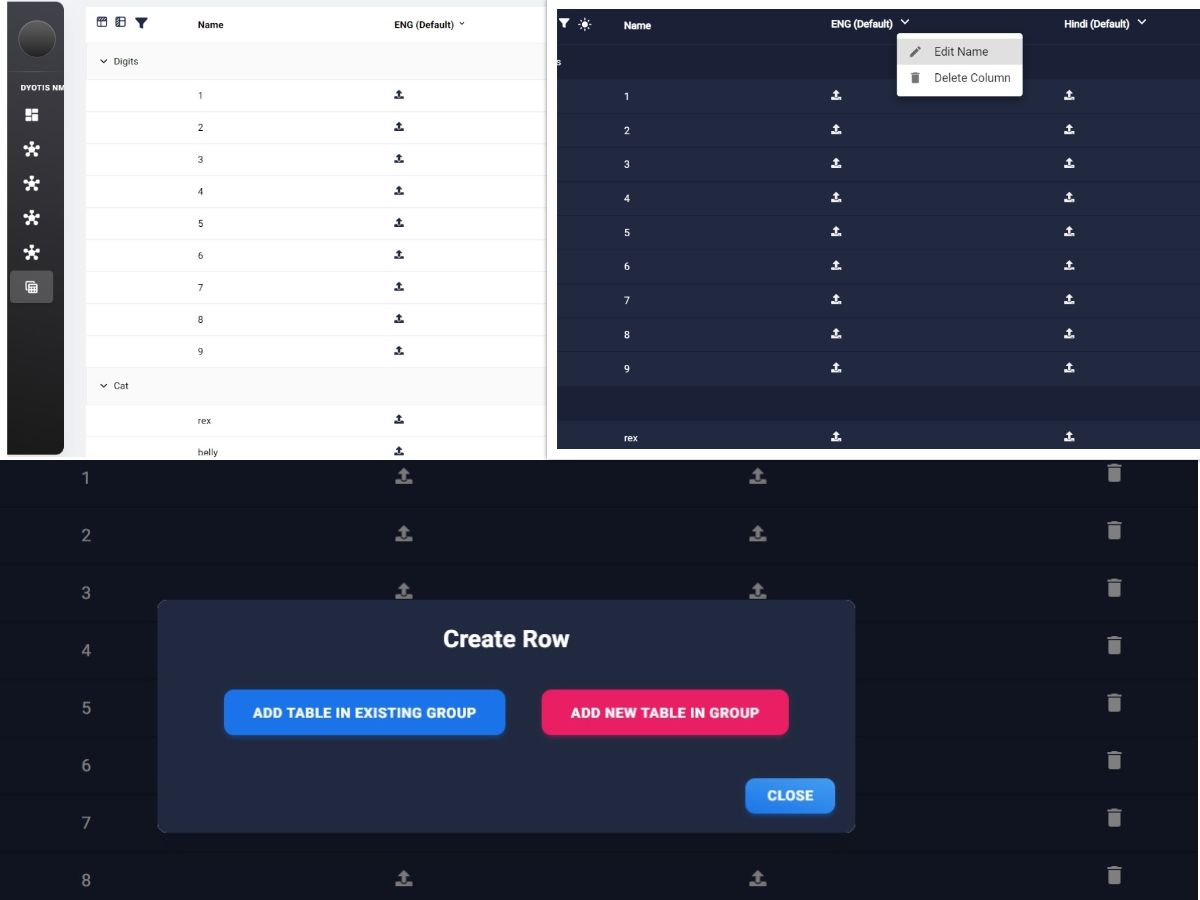 Name ENG (Default)
DYOTIS NM
Digits
1
2
3
4
5
6
7
8
9
Cat
rex
belly
Name ENG (Default) Hindi (Default)
Edit Name
Delete Column
s
1
2
3
4
5
6
7
8
9
rex
1
2
3
4
5
6
7
8
Create Row
ADD TABLE IN EXISTING GROUP ADD NEW TABLE IN GROUP
CLOSE